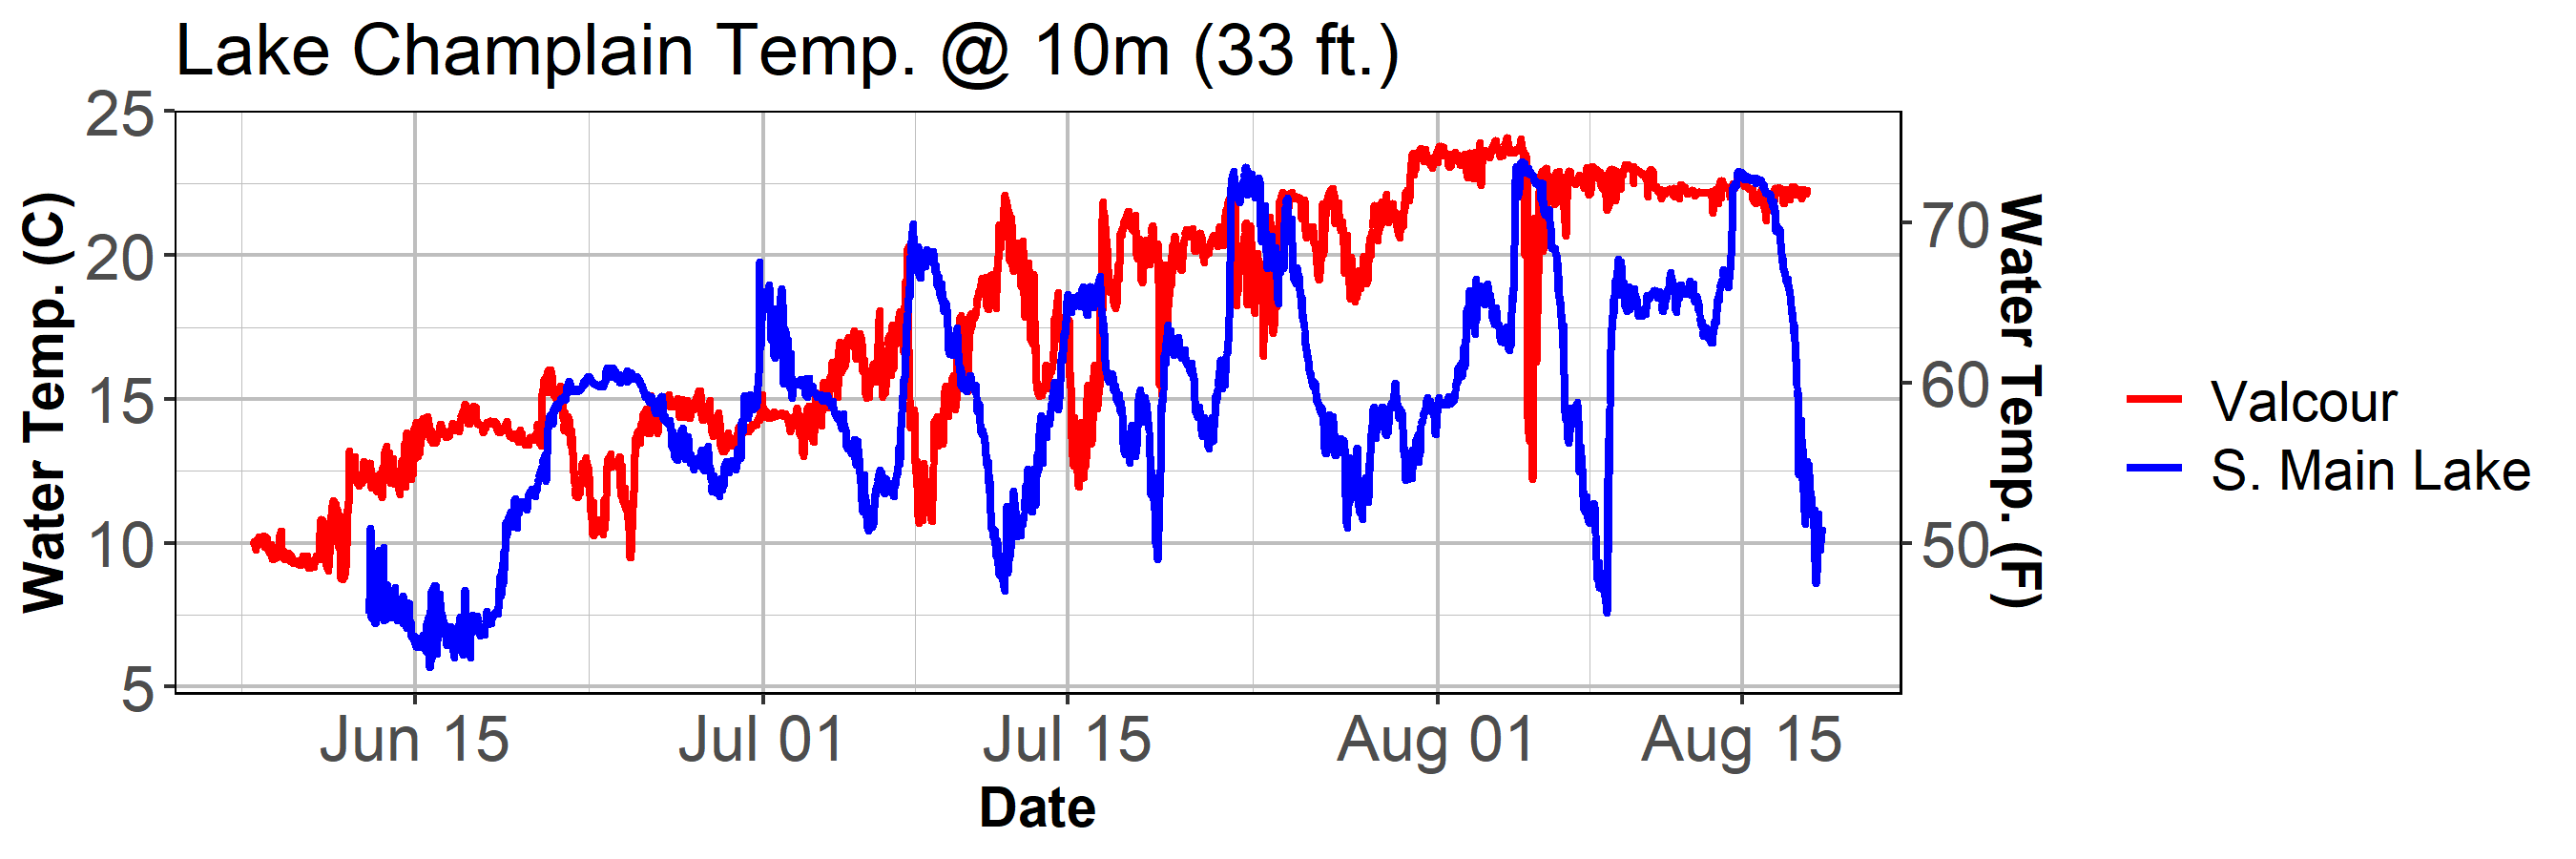 Lake Champlain Temp. @ 10m (33 ft.)
Water Temp. (C)
25
20
15
10
5
Jun 15
Jul 01
Jul 15
Aug 01
Aug 15
Date
70
60
50
Water Temp. (F)
Valcour
S. Main Lake